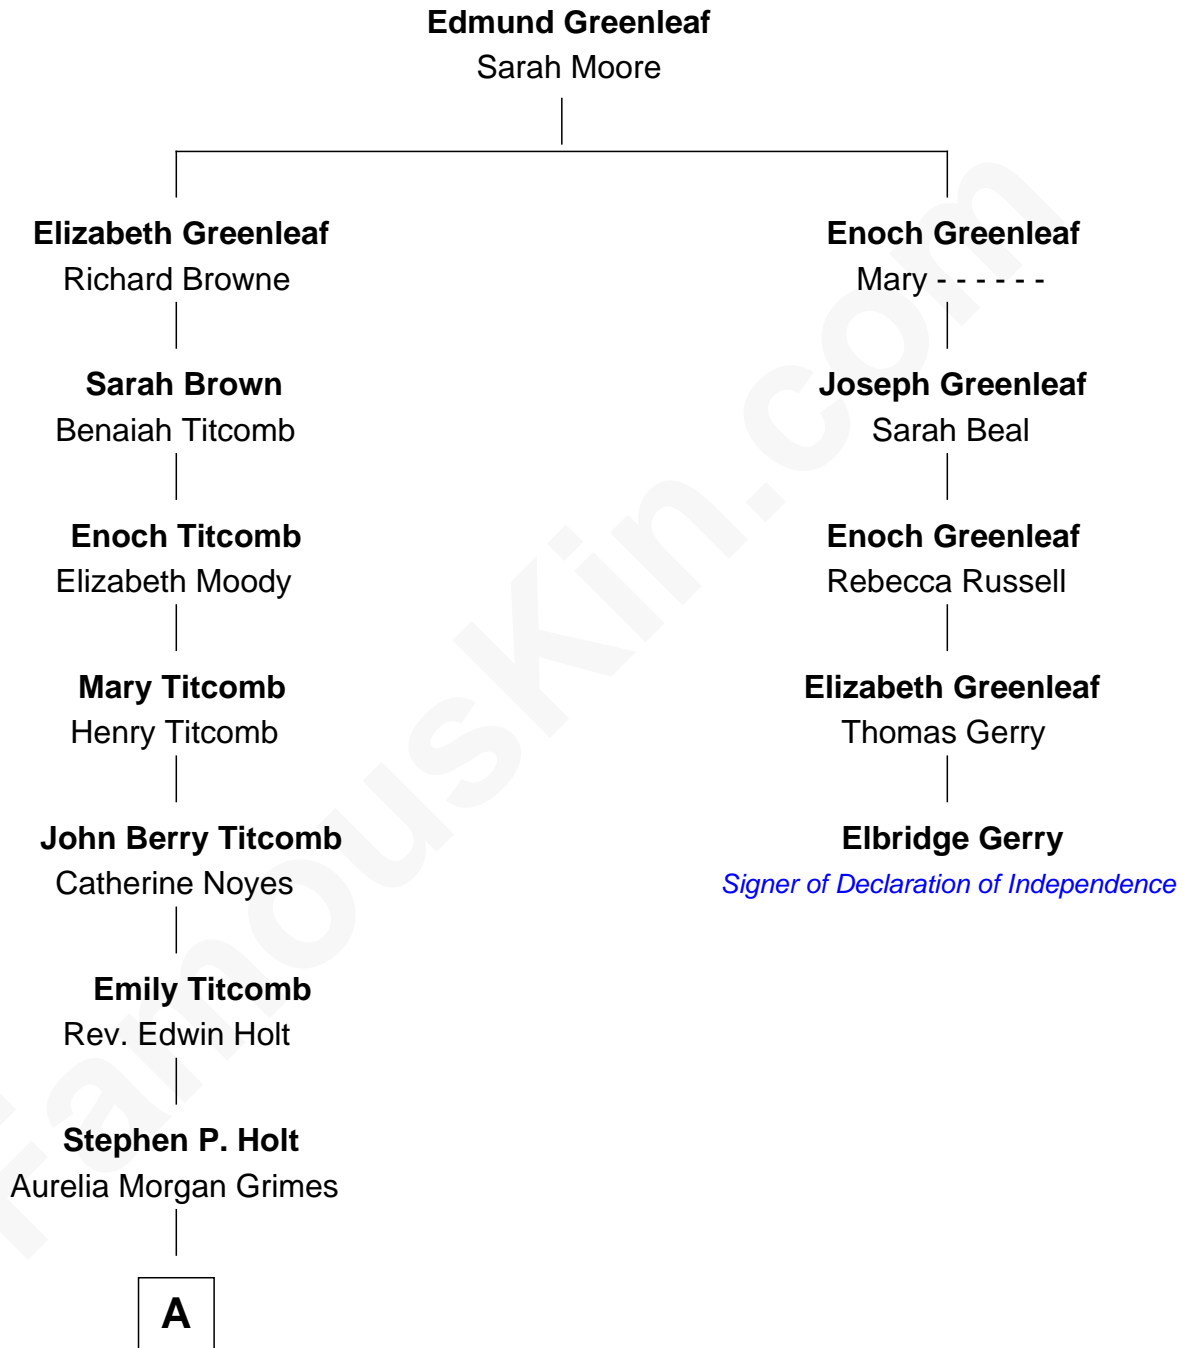 Edmund Greenleaf
Sarah Moore
Elizabeth Greenleaf
Richard Browne
Sarah Brown
Benaiah Titcomb
Enoch Titcomb
Elizabeth Moody
Mary Titcomb
Henry Titcomb
John Berry Titcomb
Catherine Noyes
Emily Titcomb
Rev. Edwin Holt
Stephen P. Holt
Aurelia Morgan Grimes
A
Enoch Greenleaf
Mary - - - - - -
Joseph Greenleaf
Sarah Beal
Enoch Greenleaf
Rebecca Russell
Elizabeth Greenleaf
Thomas Gerry
Elbridge Gerry
Signer of Declaration of Independence
FamousKin.com